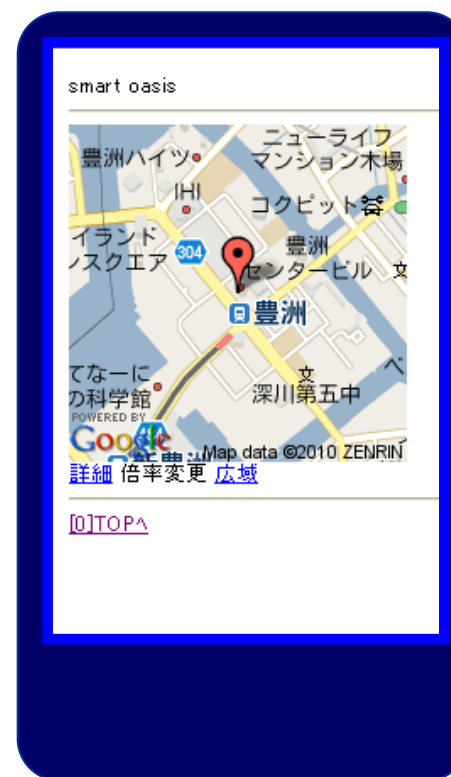 smart oasis
ニューライフ
マンション木場
豊洲ハイツ
IHI
コクピット
イランド
ンスクエア
304
豊洲
センタービル
文
豊洲
てなーに
の科学館
文
深川第五中
べ
POWERED BY
Google
Map data ©2010 ZENRIN
詳細 倍率変更 広域
[0]TOPへ